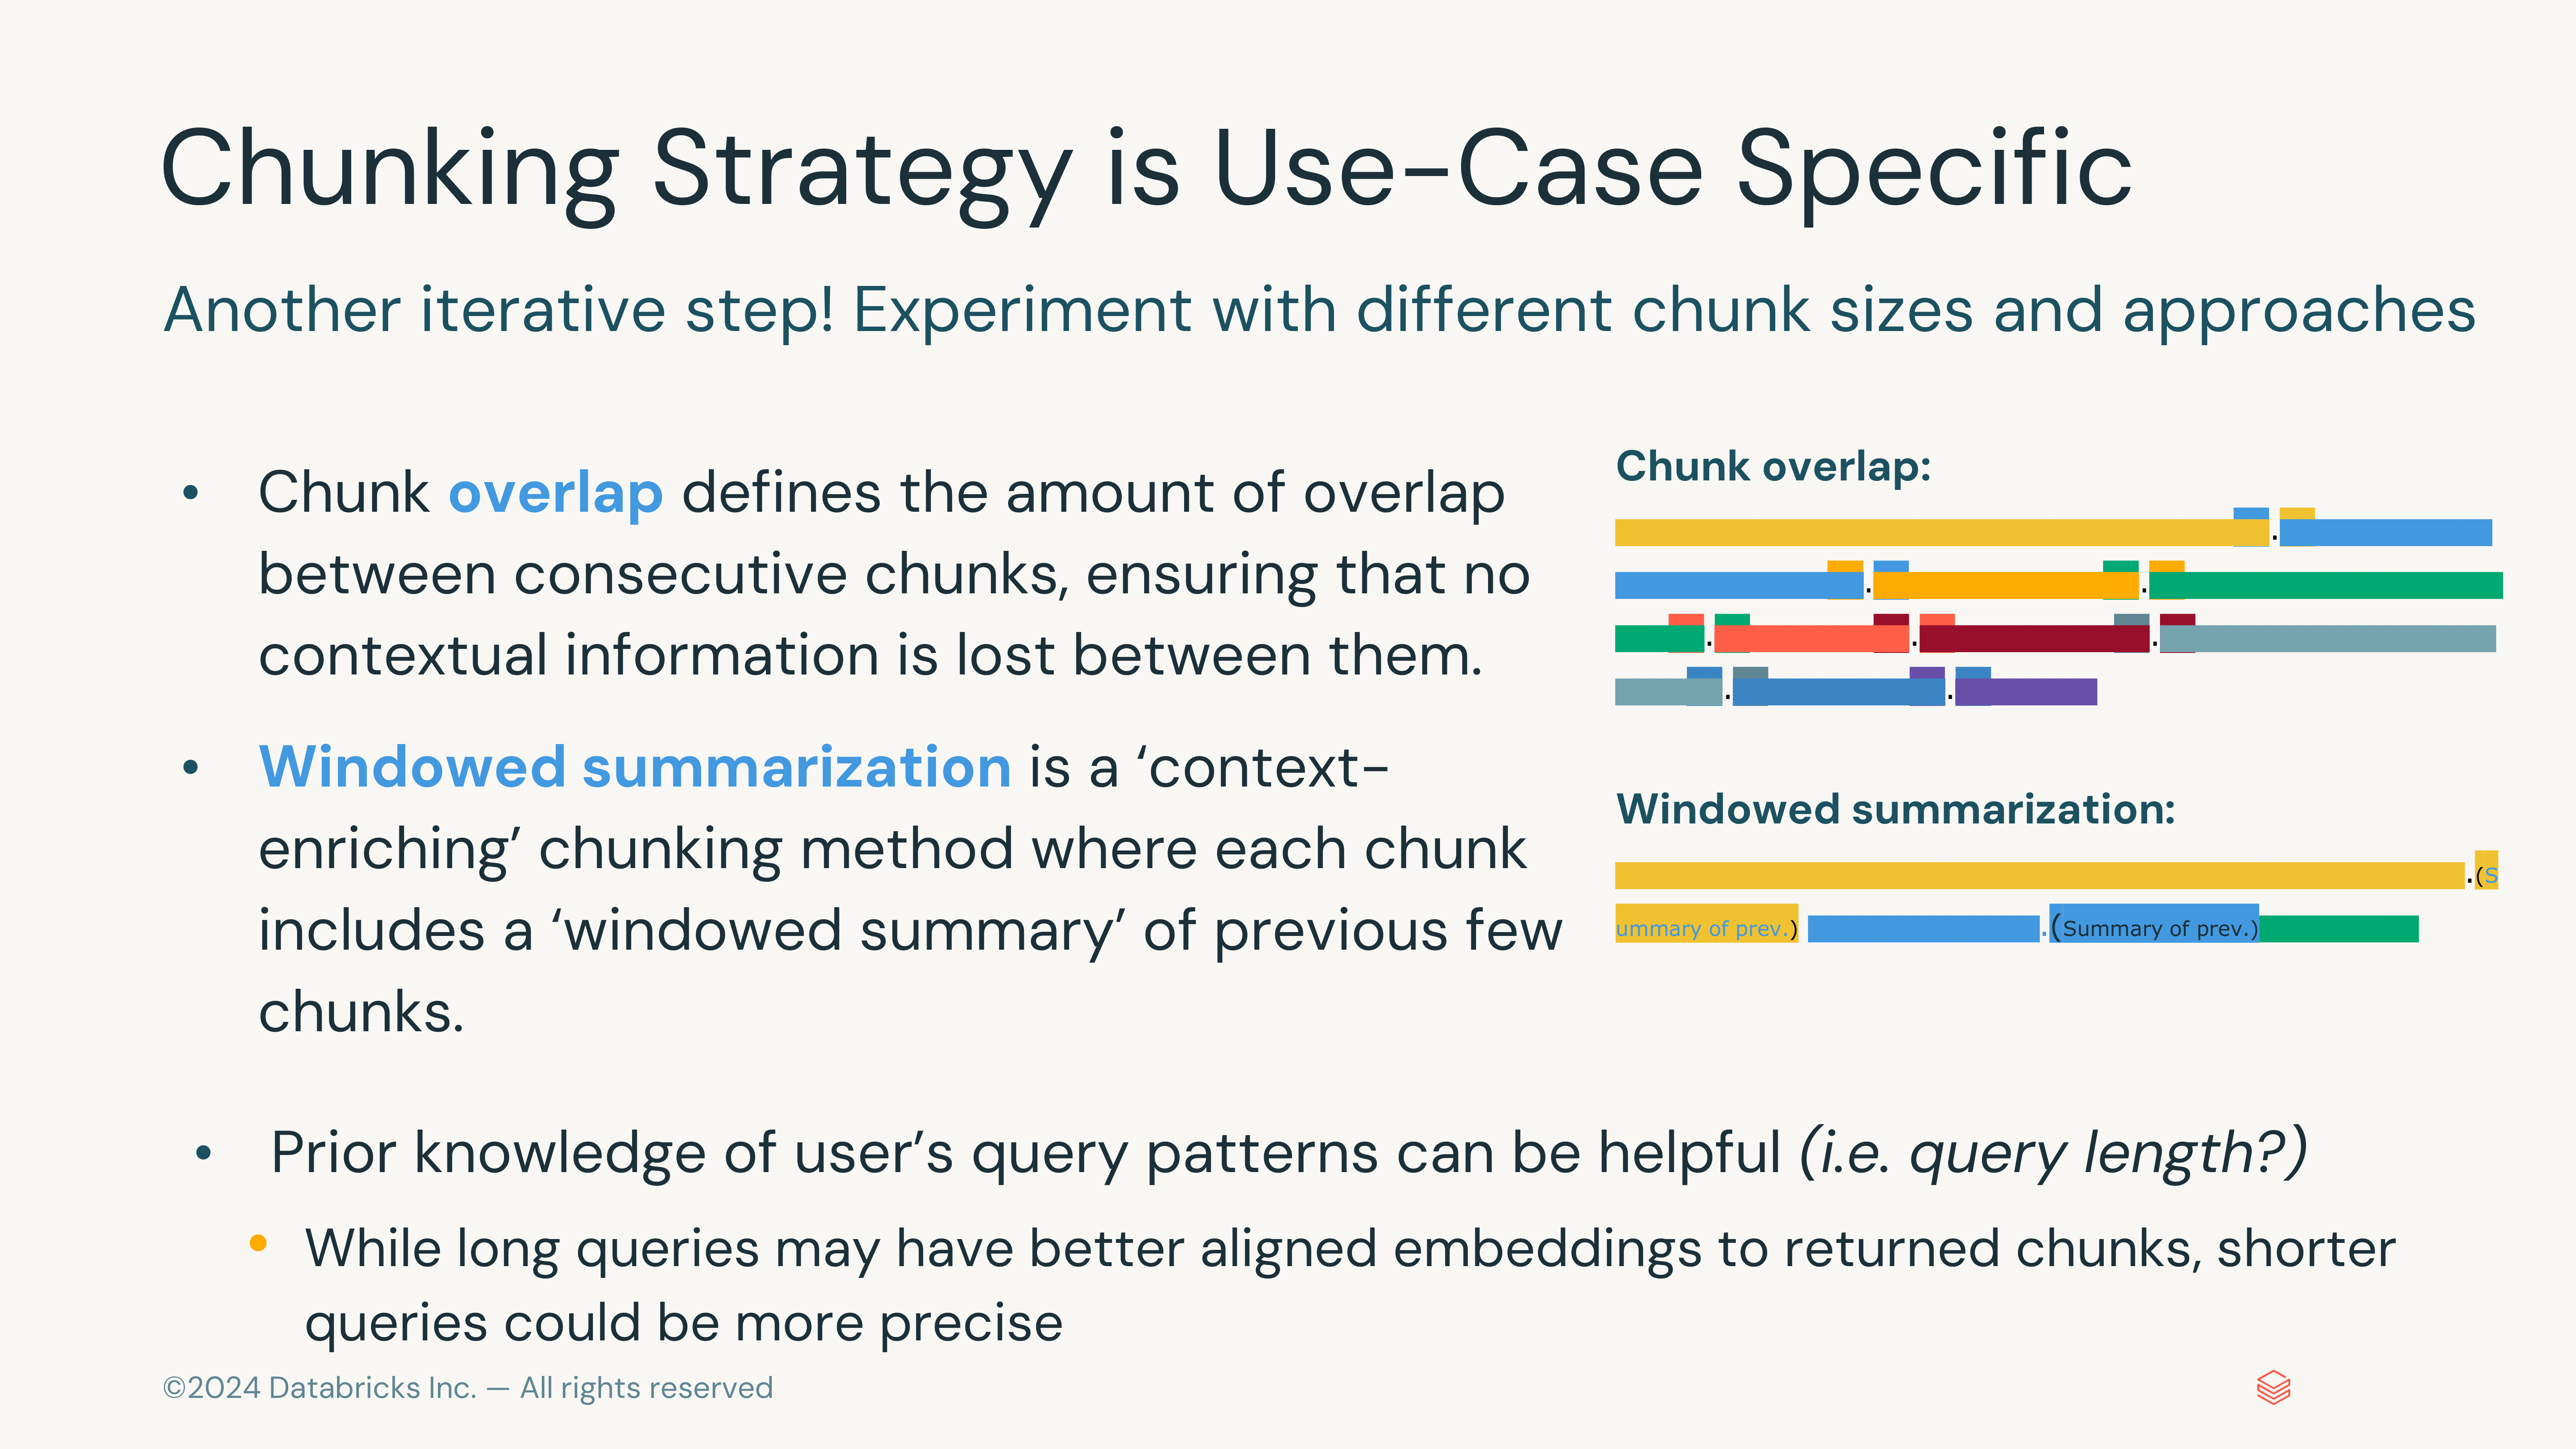 Chunking Strategy is Use-Case Specific
Another iterative step! Experiment with different chunk sizes and approaches
• Chunk overlap defines the amount of overlap
between consecutive chunks, ensuring that no
contextual information is lost between them.
• Windowed summarization is a ‘context-
enriching’ chunking method where each chunk
includes a ‘windowed summary’ of previous few
chunks.
Chunk overlap:
.
. .
. . .
. .
Windowed summarization:
.(S
ummary of prev.) .(Summary of prev.)
• Prior knowledge of user’s query patterns can be helpful (i.e. query length?)
• While long queries may have better aligned embeddings to returned chunks, shorter
queries could be more precise
©2024 Databricks Inc. — All rights reserved